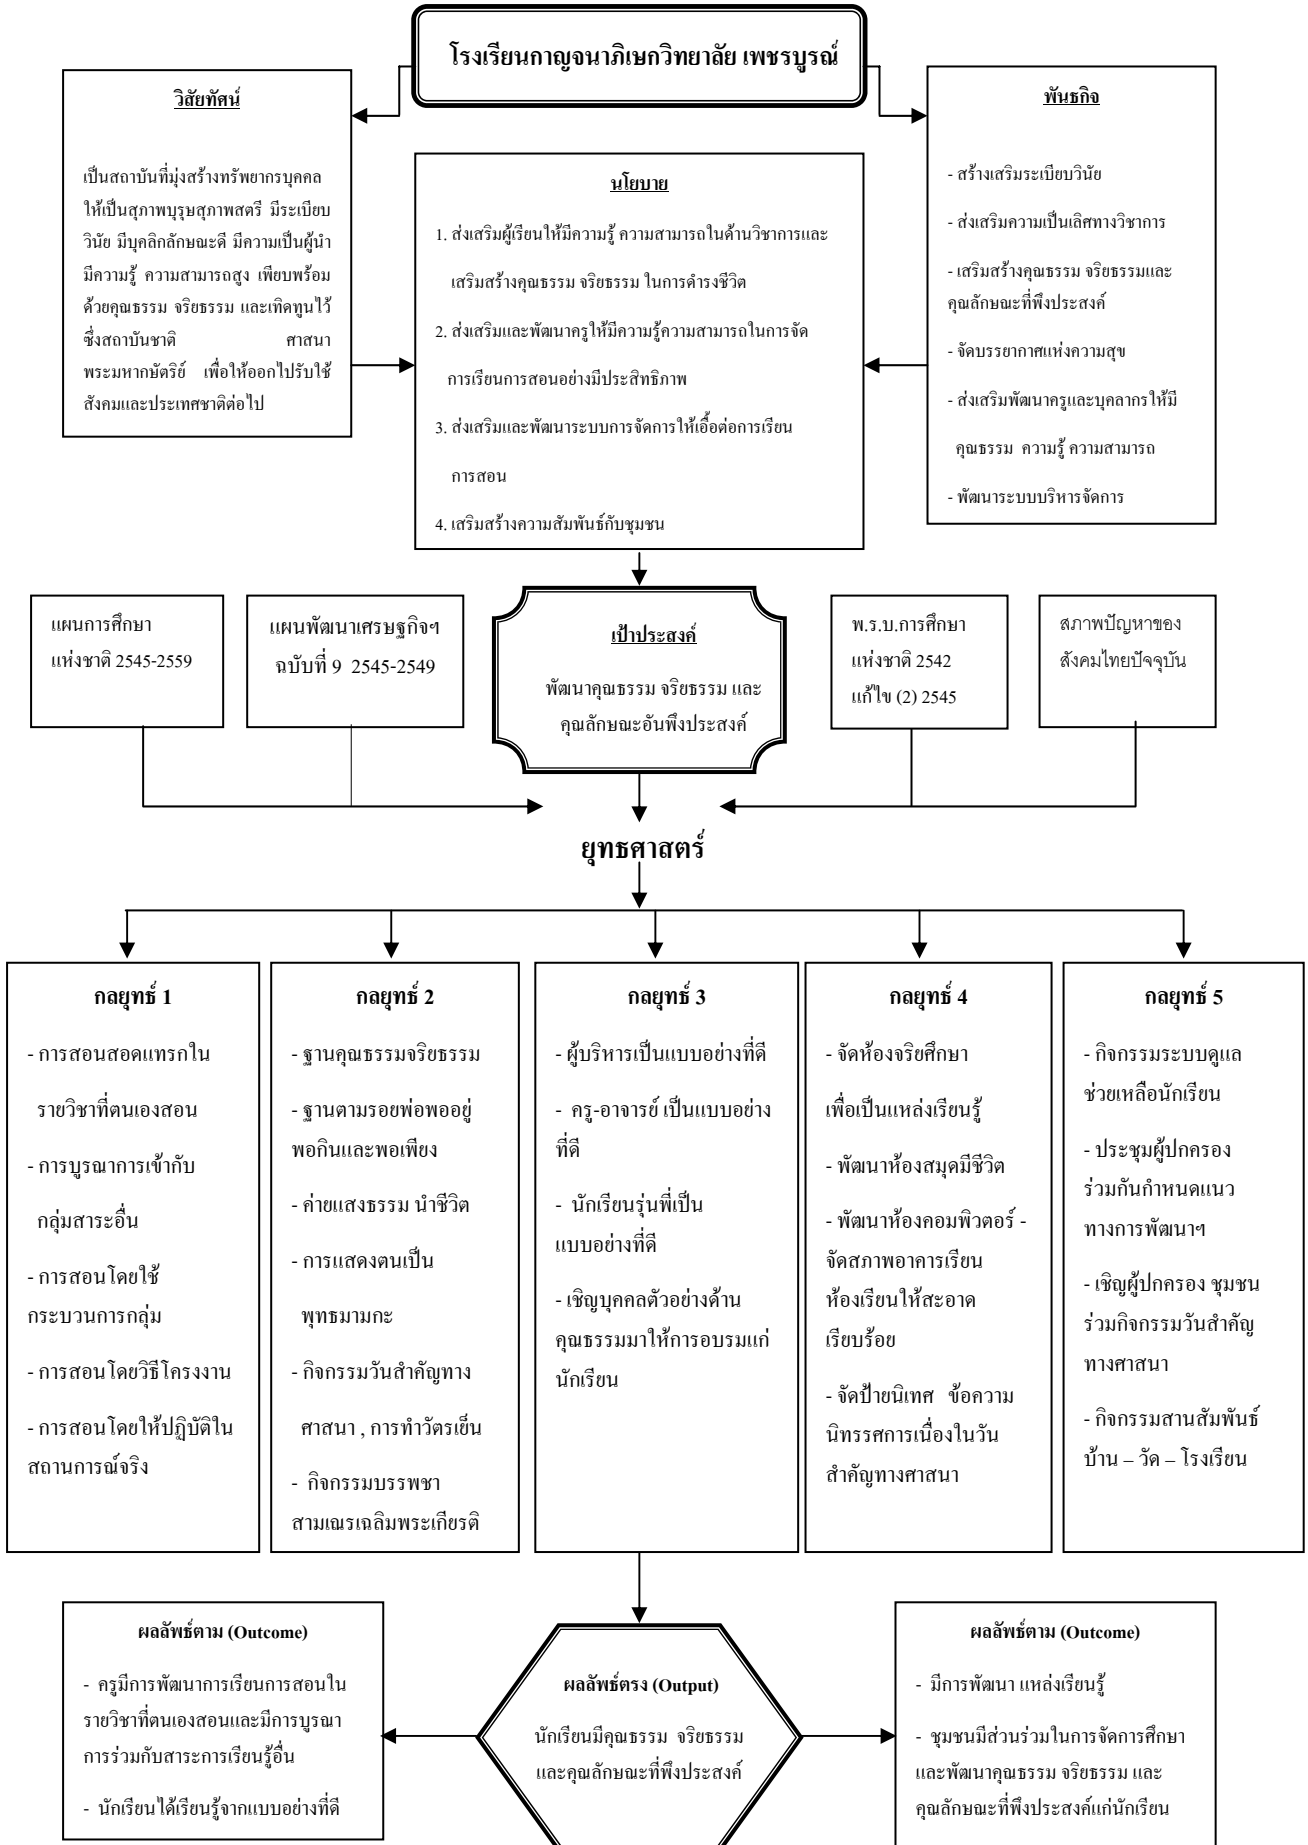 โรงเรียนกาญจนาภิเษกวิทยาลัย เพชรบูรณ์
วิสัยทัศน์
เป็นสถาบันที่มุ่งสร้างทรัพยากรบุคคล
ให้เป็นสุภาพบุรุษสุภาพสตรี มีระเบียบ
วินัย มีบุคลิกลักษณะดี มีความเป็นผู้นำ
มีความรู้ ความสามารถสูง เพียบพร้อม
ด้วยคุณธรรม จริยธรรม และเทิดทูนไว้
ซึ่งสถาบันชาติ ศาสนา
พระมหากษัตริย์ เพื่อให้ออกไปรับใช้
สังคมและประเทศชาติต่อไป
นโยบาย
1. ส่งเสริมผู้เรียนให้มีความรู้ ความสามารถในด้านวิชาการและ
เสริมสร้างคุณธรรม จริยธรรม ในการดำรงชีวิต
2. ส่งเสริมและพัฒนาครูให้มีความรู้ความสามารถในการจัด
การเรียนการสอนอย่างมีประสิทธิภาพ
3. ส่งเสริมและพัฒนาระบบการจัดการให้เอื้อต่อการเรียน
การสอน
4. เสริมสร้างความสัมพันธ์กับชุมชน
พันธกิจ
- สร้างเสริมระเบียบวินัย
- ส่งเสริมความเป็นเลิศทางวิชาการ
- เสริมสร้างคุณธรรม จริยธรรมและ
คุณลักษณะที่พึงประสงค์
- จัดบรรยากาศแห่งความสุข
- ส่งเสริมพัฒนาครูและบุคลากรให้มี
คุณธรรม ความรู้ ความสามารถ
- พัฒนาระบบบริหารจัดการ
แผนการศึกษา
แห่งชาติ 2545-2559
แผนพัฒนาเศรษฐกิจฯ
ฉบับที่ 9 2545-2549
เป้าประสงค์
พัฒนาคุณธรรม จริยธรรม และ
คุณลักษณะอันพึงประสงค์
พ.ร.บ.การศึกษา
แห่งชาติ 2542
แก้ไข (2) 2545
สภาพปัญหาของ
สังคมไทยปัจจุบัน
ยุทธศาสตร์
กลยุทธ์ 1
- การสอนสอดแทรกใน
รายวิชาที่ตนเองสอน
- การบูรณาการเข้ากับ
กลุ่มสาระอื่น
- การสอนโดยใช้
กระบวนการกลุ่ม
- การสอนโดยวิธีโครงงาน
- การสอนโดยให้ปฏิบัติใน
สถานการณ์จริง
กลยุทธ์ 2
- ฐานคุณธรรมจริยธรรม
- ฐานตามรอยพ่อพออยู่
พอกินและพอเพียง
- ค่ายแสงธรรม นำชีวิต
- การแสดงตนเป็น
พุทธมามกะ
- กิจกรรมวันสำคัญทาง
ศาสนา , การทำวัตรเย็น
- กิจกรรมบรรพชา
สามเณรเฉลิมพระเกียรติ
กลยุทธ์ 3
- ผู้บริหารเป็นแบบอย่างที่ดี
- ครู-อาจารย์ เป็นแบบอย่าง
ที่ดี
- นักเรียนรุ่นพี่เป็น
แบบอย่างที่ดี
- เชิญบุคคลตัวอย่างด้าน
คุณธรรมมาให้การอบรมแก่
นักเรียน
กลยุทธ์ 4
- จัดห้องจริยศึกษา
เพื่อเป็นแหล่งเรียนรู้
- พัฒนาห้องสมุดมีชีวิต
- พัฒนาห้องคอมพิวตอร์ -
จัดสภาพอาคารเรียน
ห้องเรียนให้สะอาด
เรียบร้อย
- จัดป้ายนิเทศ ข้อความ
นิทรรศการเนื่องในวัน
สำคัญทางศาสนา
กลยุทธ์ 5
- กิจกรรมระบบดูแล
ช่วยเหลือนักเรียน
- ประชุมผู้ปกครอง
ร่วมกันกำหนดแนว
ทางการพัฒนาฯ
- เชิญผู้ปกครอง ชุมชน
ร่วมกิจกรรมวันสำคัญ
ทางศาสนา
- กิจกรรมสานสัมพันธ์
บ้าน – วัด – โรงเรียน
ผลลัพธ์ตาม (Outcome)
- ครูมีการพัฒนาการเรียนการสอนใน
รายวิชาที่ตนเองสอนและมีการบูรณา
การร่วมกับสาระการเรียนรู้อื่น
- นักเรียนได้เรียนรู้จากแบบอย่างที่ดี
ผลลัพธ์ตรง (Output)
นักเรียนมีคุณธรรม จริยธรรม
และคุณลักษณะที่พึงประสงค์
ผลลัพธ์ตาม (Outcome)
- มีการพัฒนา แหล่งเรียนรู้
- ชุมชนมีส่วนร่วมในการจัดการศึกษา
และพัฒนาคุณธรรม จริยธรรม และ
คุณลักษณะที่พึงประสงค์แก่นักเรียน